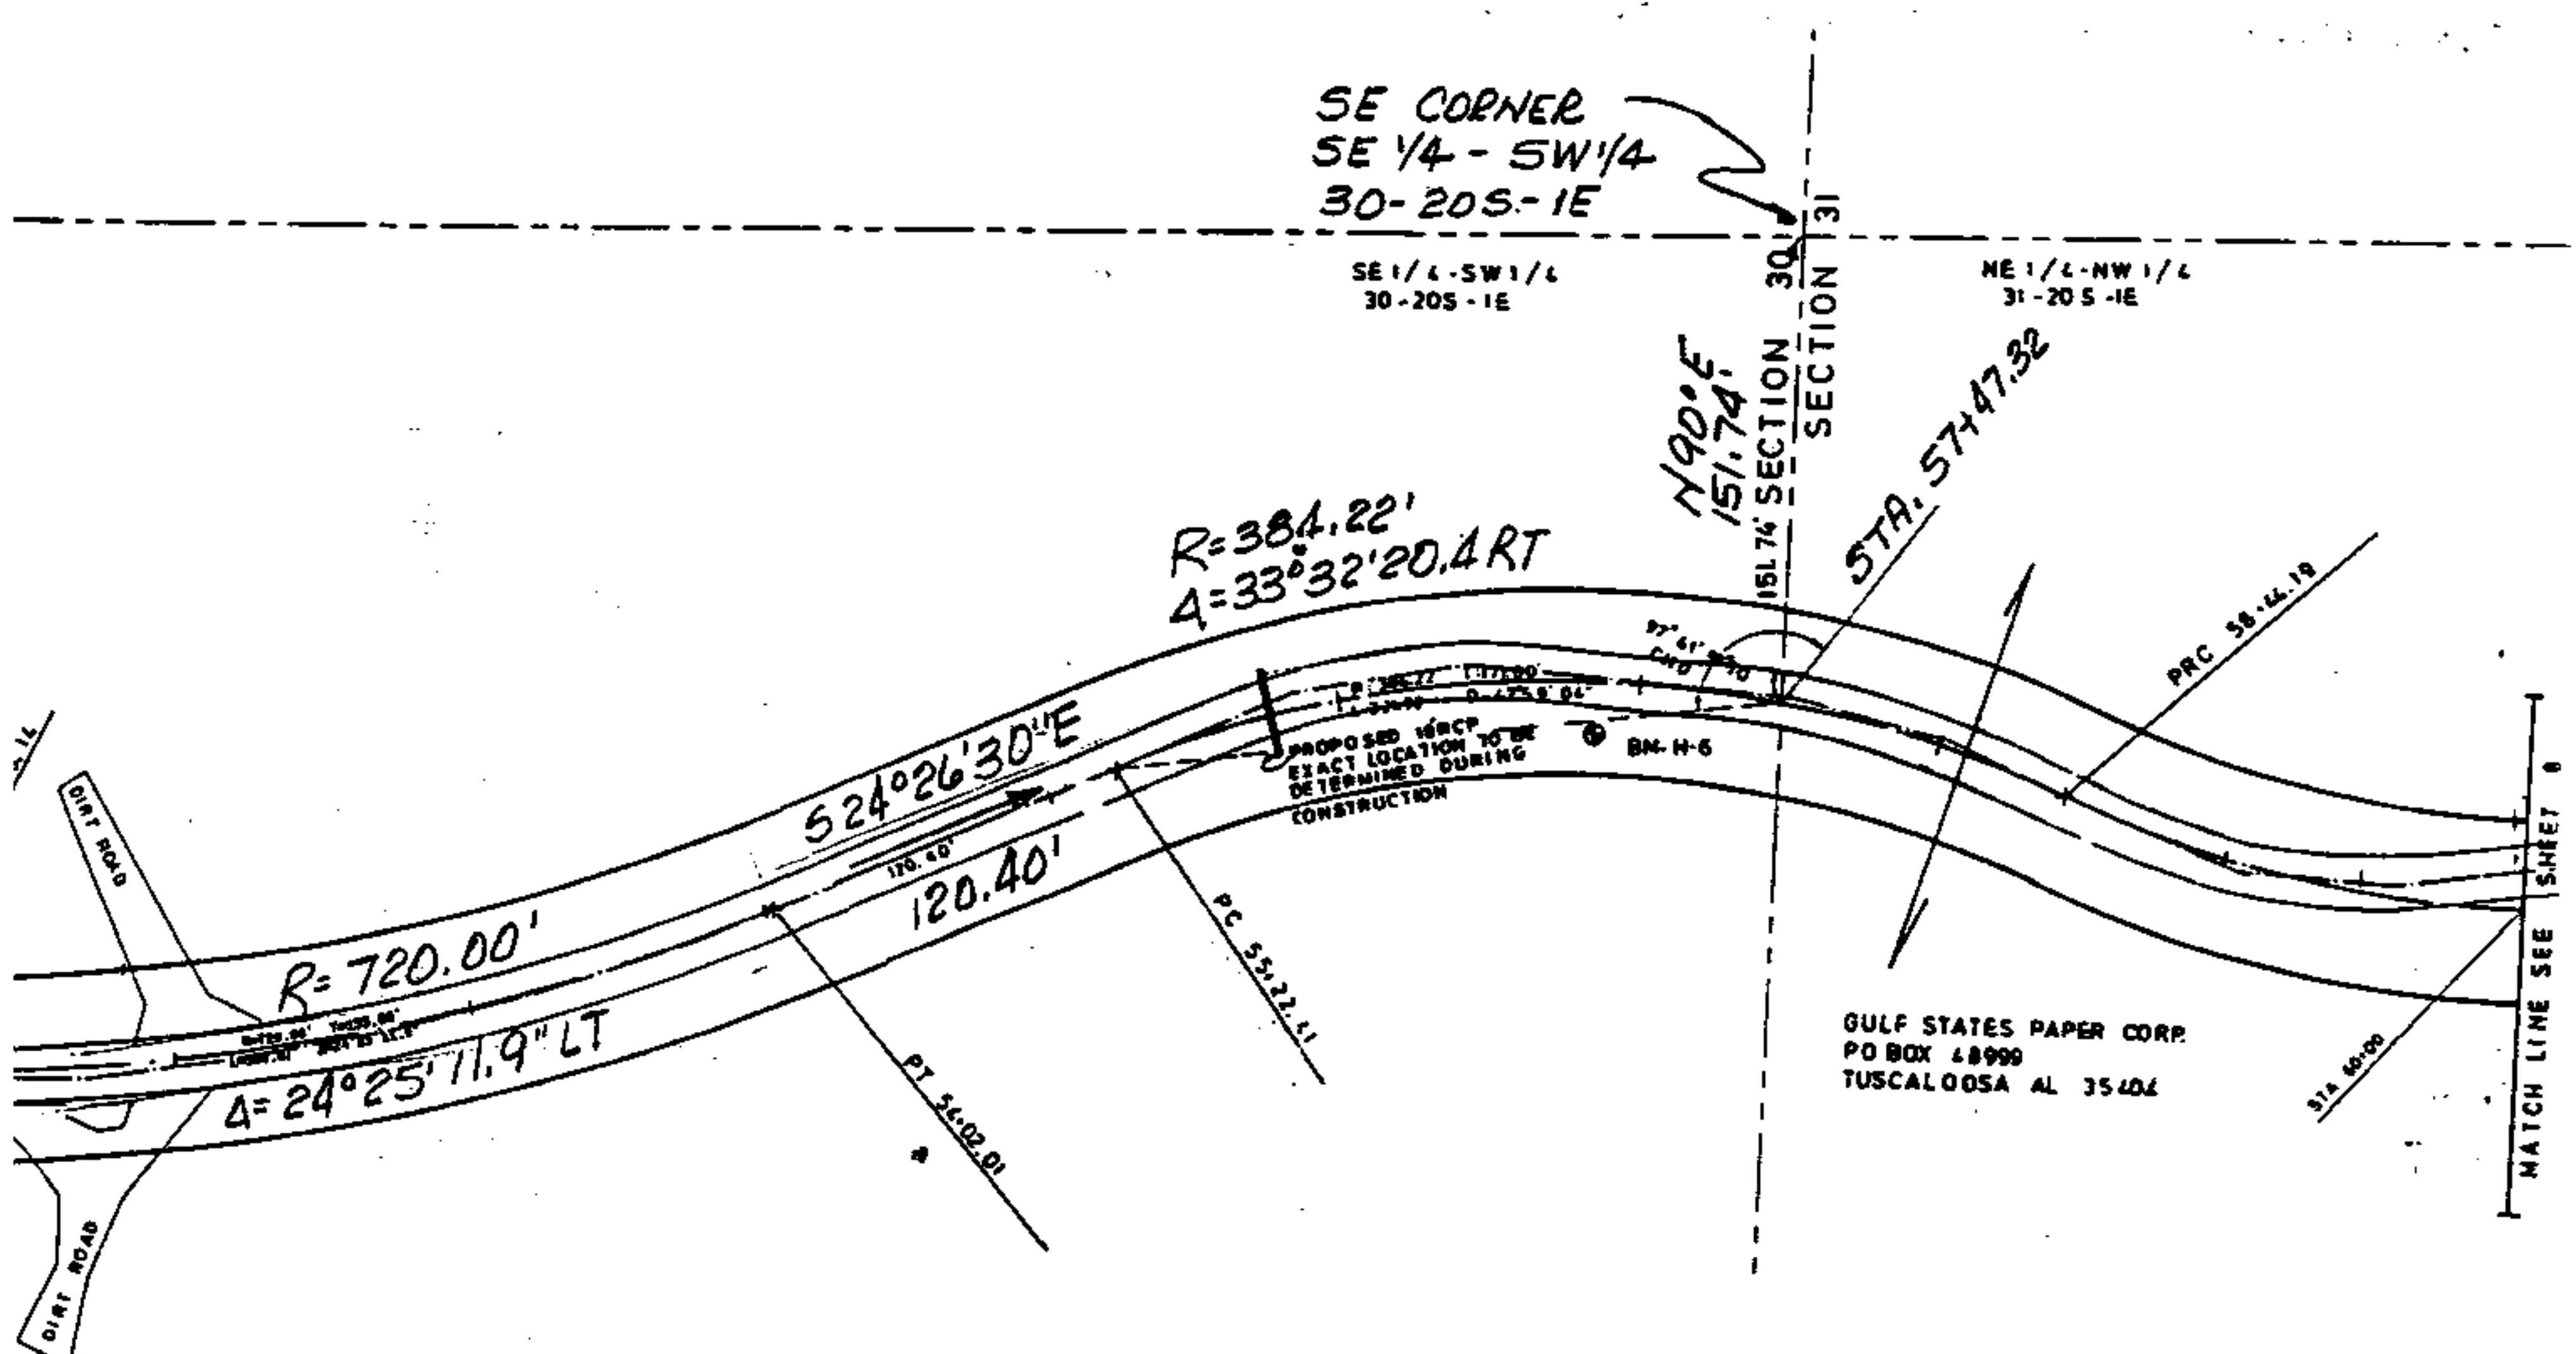 SE CORNER
SE 1/4 - SW 1/4
30-20S-1E
SE 1/4-SW 1/4
30-20S-1E
NE 1/4-NW 1/4
31-20S-1E
SECTION 30
SECTION 31
N90°E
151.74'
151.74'
STA. 57+47.32
R=384.22'
Δ=33°32'20.4 RT
PRC 58+44.19
S24°26'30"E
120.40'
120.40'
PROPOSED 18"RCP
EXACT LOCATION TO BE
DETERMINED DURING
CONSTRUCTION
BM-H-6
DIRT ROAD
R=720.00'
Δ=24°25'11.9" LT
PC 55+22.41
PT 54+02.01
GULF STATES PAPER CORP.
PO BOX 48999
TUSCALOOSA AL 35404
STA 60+00
MATCH LINE SEE SHEET 8
DIRT ROAD